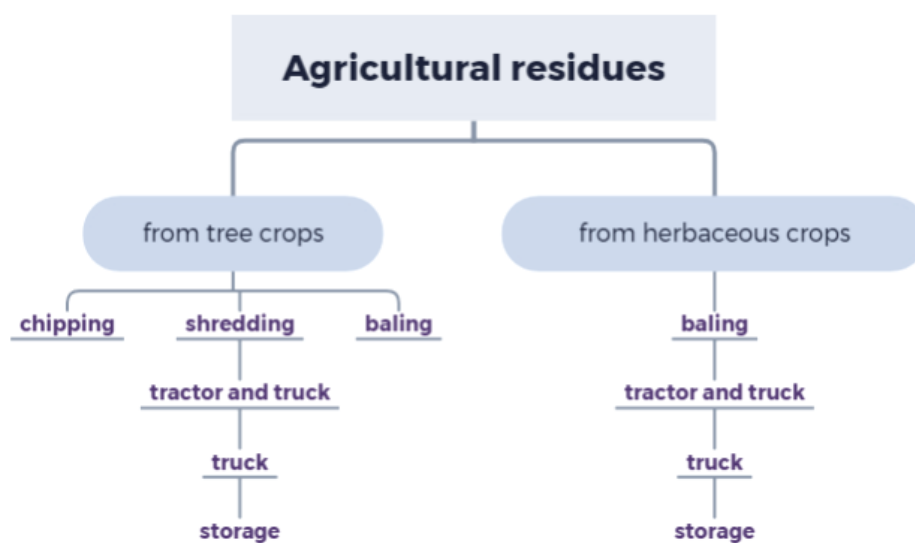 Agricultural residues
from tree crops
from herbaceous crops
chipping
shredding
baling
baling
tractor and truck
tractor and truck
truck
truck
storage
storage